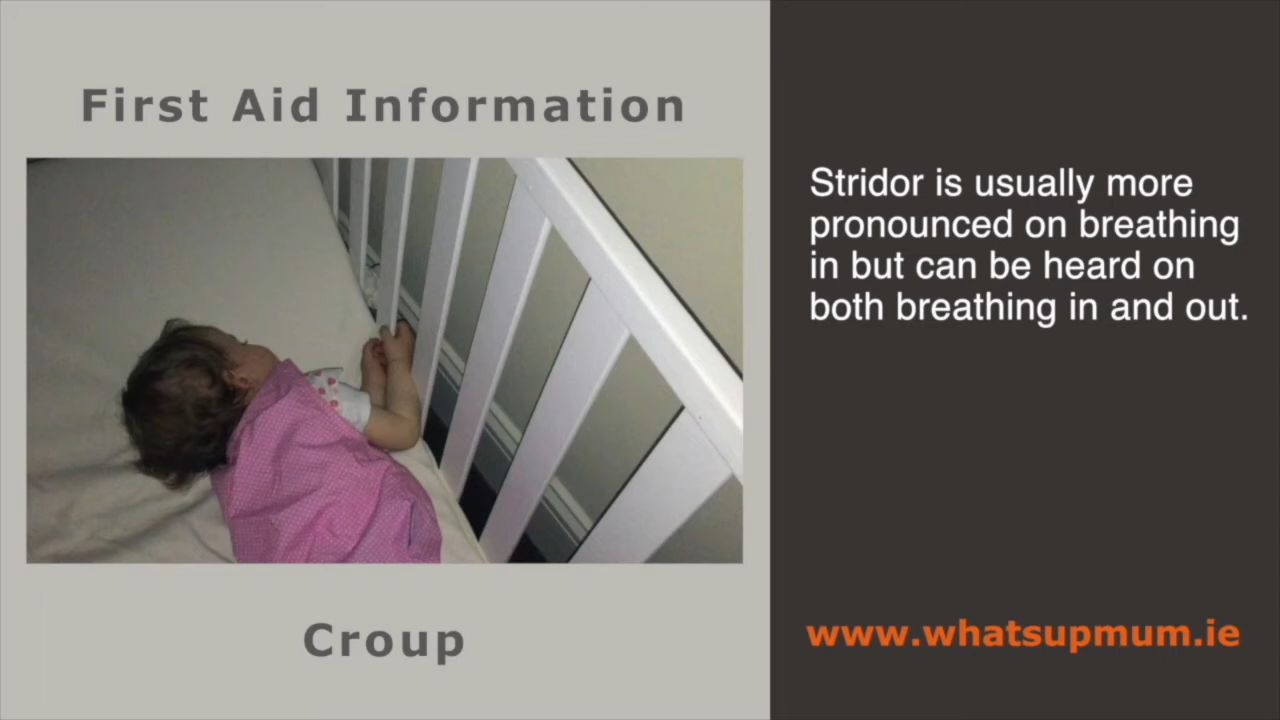 First Aid Information
Stridor is usually more
pronounced on breathing
in but can be heard on
both breathing in and out.
Croup
www.whatsupmum.ie